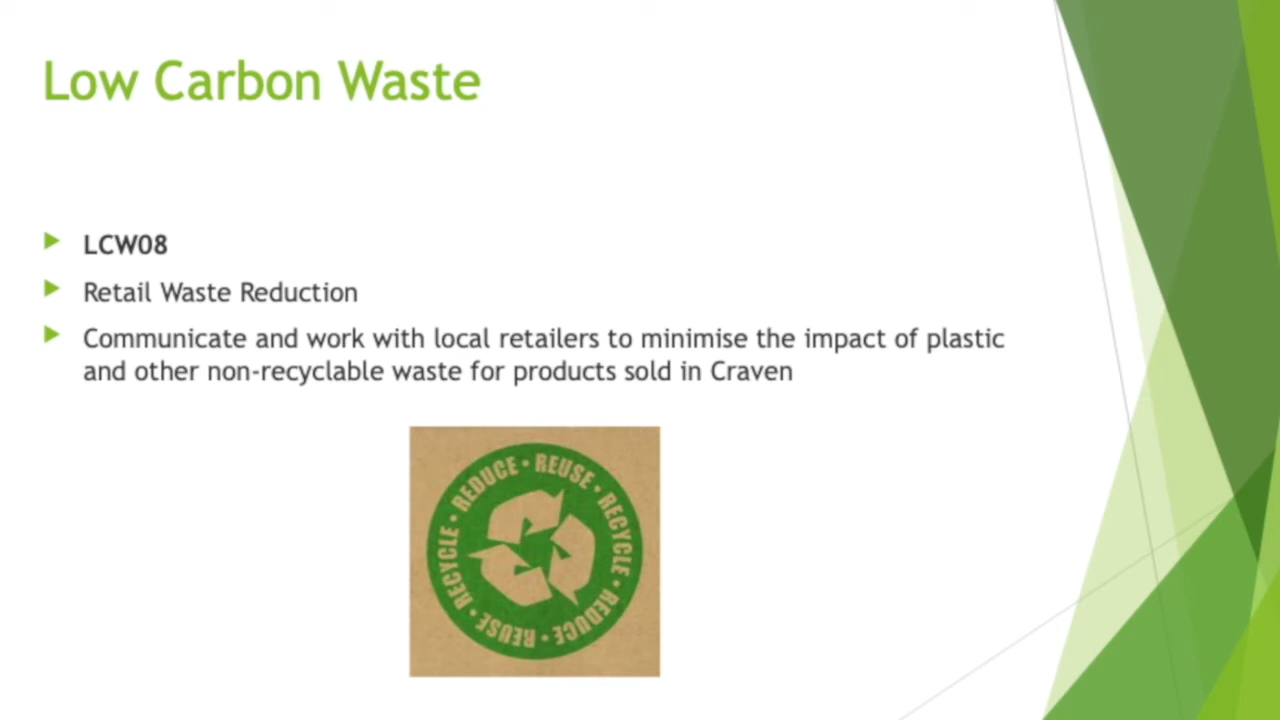 Low Carbon Waste
LCW08
Retail Waste Reduction
Communicate and work with local retailers to minimise the impact of plastic
and other non-recyclable waste for products sold in Craven
REDUCE • REUSE • RECYCLE • REDUCE • REUSE • RECYCLE •